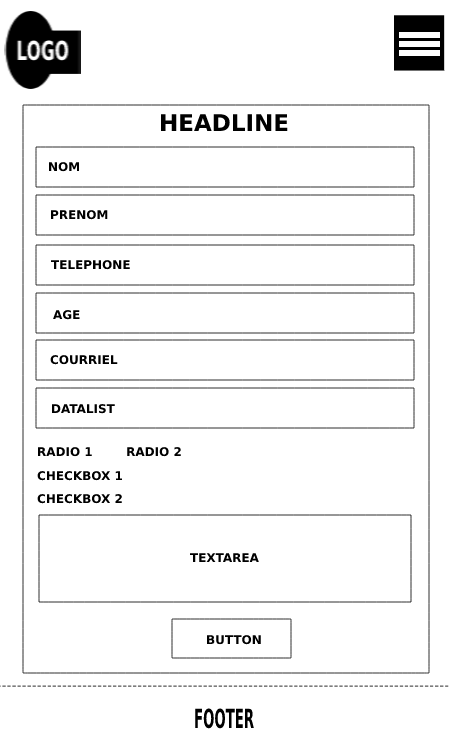 LOGO
HEADLINE
NOM
PRENOM
TELEPHONE
AGE
COURRIEL
DATALIST
RADIO 1 RADIO 2
CHECKBOX 1
CHECKBOX 2
TEXTAREA
BUTTON
FOOTER